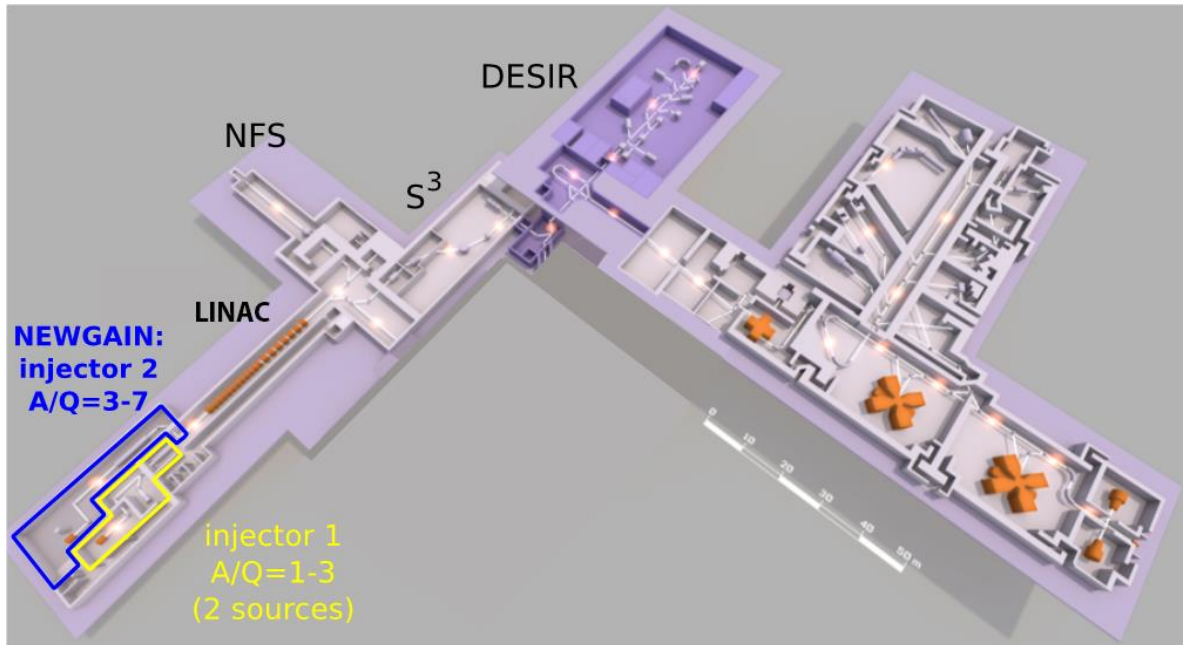 DESIR
NFS
S³
LINAC
NEWGAIN:
injector 2
A/Q=3-7
injector 1
A/Q=1-3
(2 sources)
0
10
20
30
40
50 m